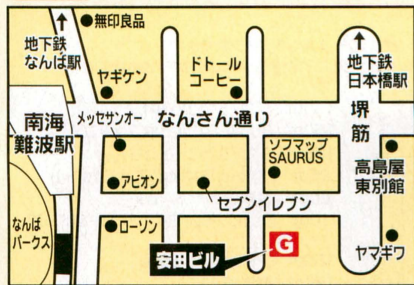 無印良品
地下鉄
なんば駅
ヤギケン
ドトール
コーヒー
地下鉄
日本橋駅
南海
難波駅
メッセサンオー
なんさん通り
堺筋
ソフマップ
SAURUS
高島屋
東別館
アビオン
セブンイレブン
なんば
パークス
ローソン
安田ビル
G
ヤマギワ